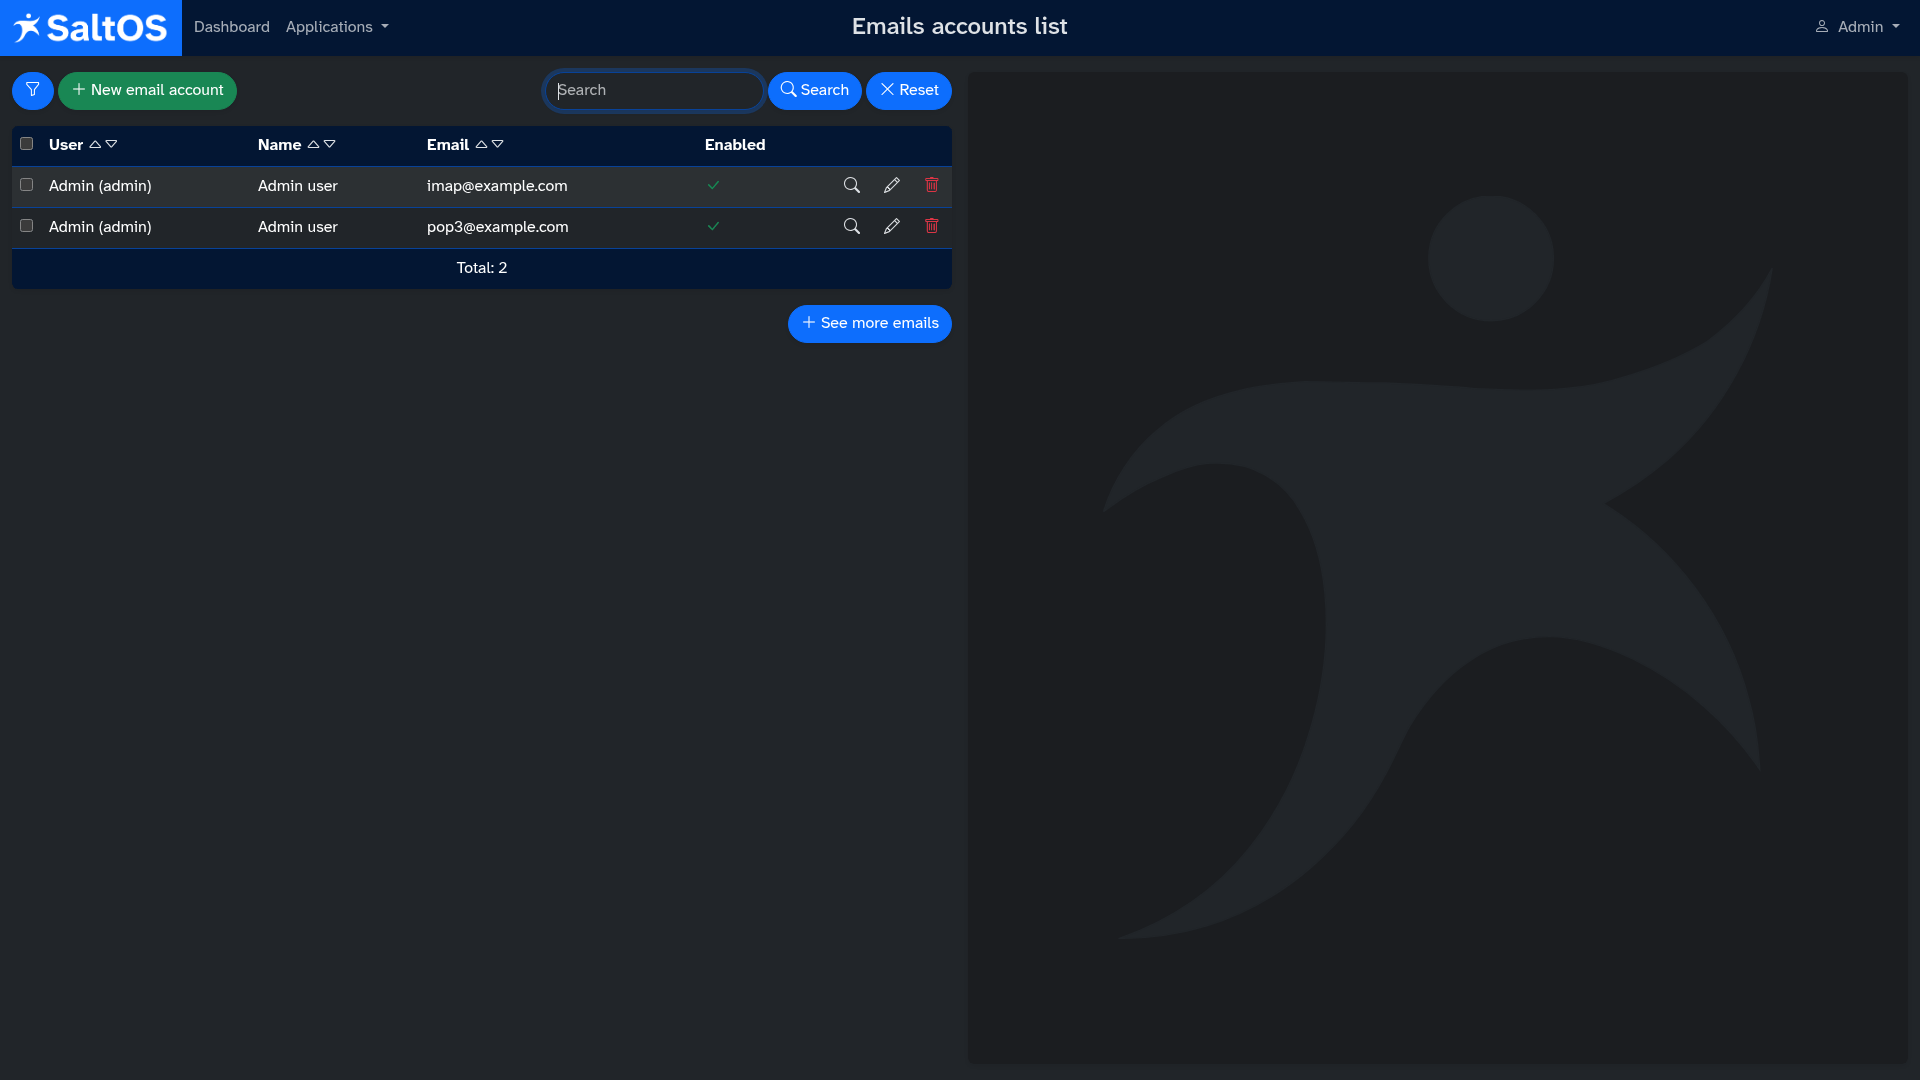 SaltOS Dashboard Applications Emails accounts list Admin
New email account Search Search Reset
User Name Email Enabled
Admin (admin) Admin user imap@example.com
Admin (admin) Admin user pop3@example.com
Total: 2
See more emails